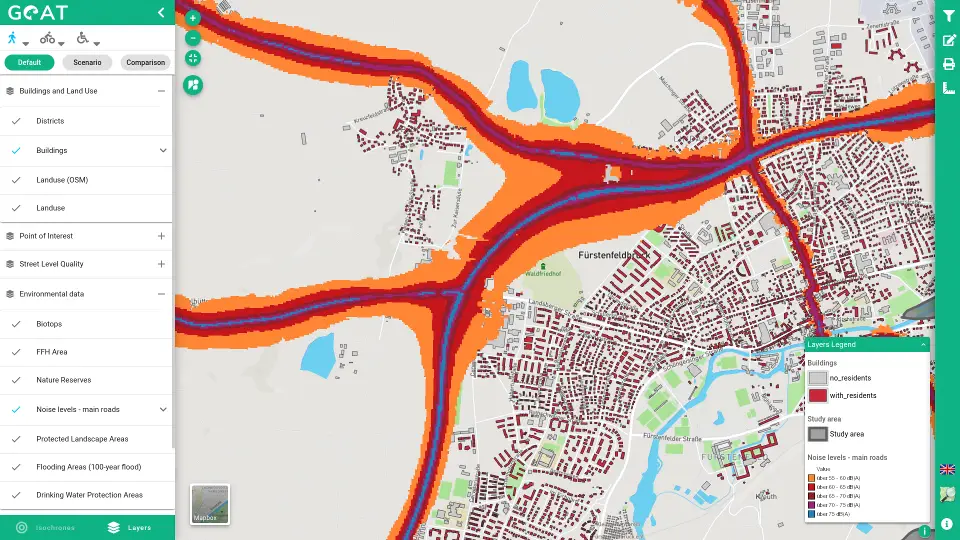 GOAT
Default
Scenario
Comparison
Buildings and Land Use
Districts
Buildings
Landuse (OSM)
Landuse
Point of Interest
Street Level Quality
Environmental data
Biotops
FFH Area
Nature Reserves
Noise levels - main roads
Protected Landscape Areas
Flooding Areas (100-year flood)
Drinking Water Protection Areas
Isochrones
Layers
Mapbox
Zur Kaisersäule
Fürstenfeldbruck
Waldfriedhof
Fürstenfelder Straße
Layers Legend
Buildings
no_residents
with_residents
Study area
Study area
Noise levels - main roads
Value
über 55 - 60 dB(A)
über 60 - 65 dB(A)
über 65 - 70 dB(A)
über 70 - 75 dB(A)
über 75 dB(A)